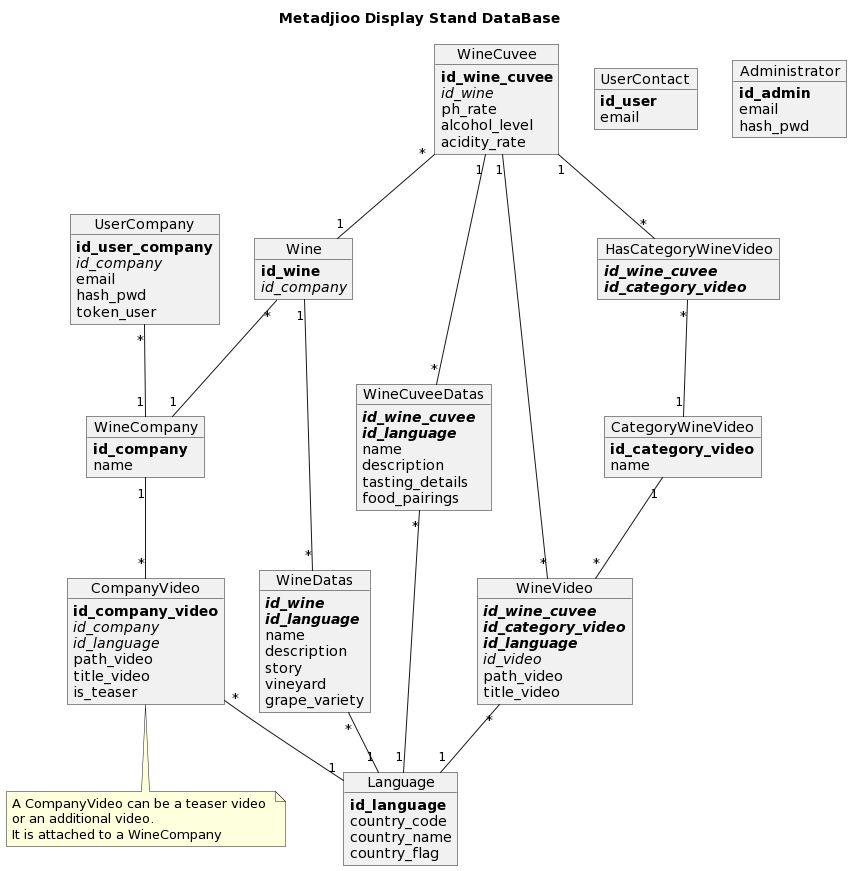 Metadjioo Display Stand DataBase
WineCuvee
id_wine_cuvee
id_wine
ph_rate
alcohol_level
acidity_rate
UserContact
id_user
email
Administrator
id_admin
email
hash_pwd
* 1 1 1
1 *
UserCompany
id_user_company
id_company
email
hash_pwd
token_user
Wine
id_wine
id_company
HasCategoryWineVideo
id_wine_cuvee
id_category_video
* * 1 *
*
1 1 1
WineCompany
id_company
name
WineCuveeDatas
id_wine_cuvee
id_language
name
description
tasting_details
food_pairings
CategoryWineVideo
id_category_video
name
1 * 1
* * * *
CompanyVideo
id_company_video
id_company
id_language
path_video
title_video
is_teaser
WineDatas
id_wine
id_language
name
description
story
vineyard
grape_variety
WineVideo
id_wine_cuvee
id_category_video
id_language
id_video
path_video
title_video
* * *
1 1 1 1
A CompanyVideo can be a teaser video
or an additional video.
It is attached to a WineCompany
Language
id_language
country_code
country_name
country_flag